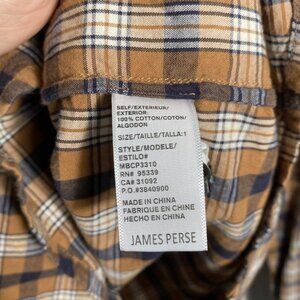 SELF/EXTERIEUR/
EXTERIOR:
100% COTTON/COTON/
ALGODON
SIZE/TAILLE/TALLA:1
STYLE/MODELE/
ESTILO#
MBCP3310
RN# 95339
CA# 31092
P.O.#3840900
MADE IN CHINA
FABRIQUE EN CHINE
HECHO EN CHINA
JAMES PERSE